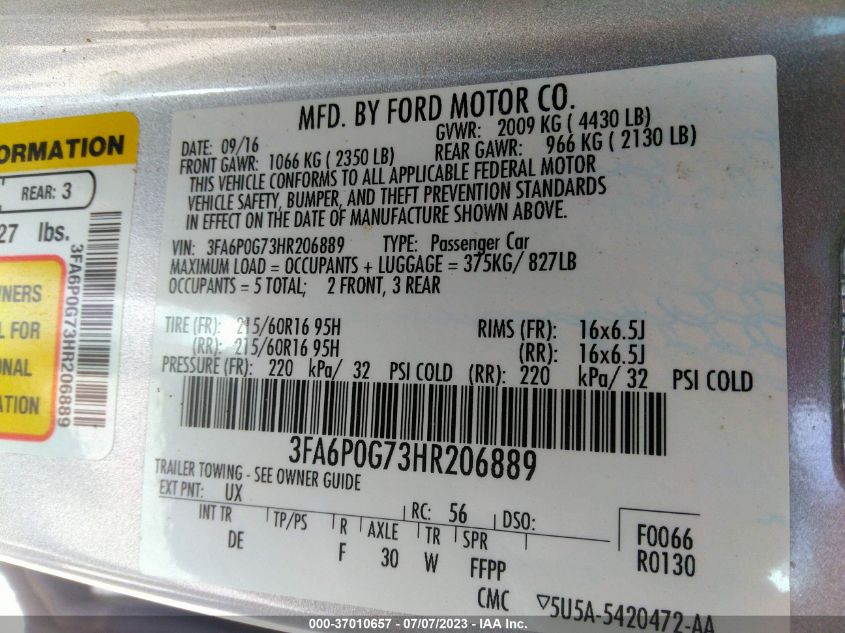 MFD. BY FORD MOTOR CO.
DATE: 09/16 GVWR: 2009 KG ( 4430 LB)
FRONT GAWR: 1066 KG ( 2350 LB) REAR GAWR: 966 KG ( 2130 LB)
THIS VEHICLE CONFORMS TO ALL APPLICABLE FEDERAL MOTOR
VEHICLE SAFETY, BUMPER, AND THEFT PREVENTION STANDARDS
IN EFFECT ON THE DATE OF MANUFACTURE SHOWN ABOVE.
VIN: 3FA6P0G73HR206889 TYPE: Passenger Car
MAXIMUM LOAD = OCCUPANTS + LUGGAGE = 375KG/ 827LB
OCCUPANTS = 5 TOTAL; 2 FRONT, 3 REAR
TIRE (FR): 215/60R16 95H RIMS (FR): 16x6.5J
(RR): 215/60R16 95H (RR): 16x6.5J
PRESSURE (FR): 220 kPa/ 32 PSI COLD (RR): 220 kPa/ 32 PSI COLD
3FA6P0G73HR206889
TRAILER TOWING - SEE OWNER GUIDE
EXT PNT: UX RC: 56 DSO:
INT TR TP/PS R AXLE TR SPR F0066
DE F 30 W FFPP R0130
CMC 5U5A-5420472-AA
ORMATION
REAR: 3
27 lbs.
3FA6P0G73HR206889
NERS
L FOR
ONAL
ATION
000-37010657 - 07/07/2023 - www.iaai.com